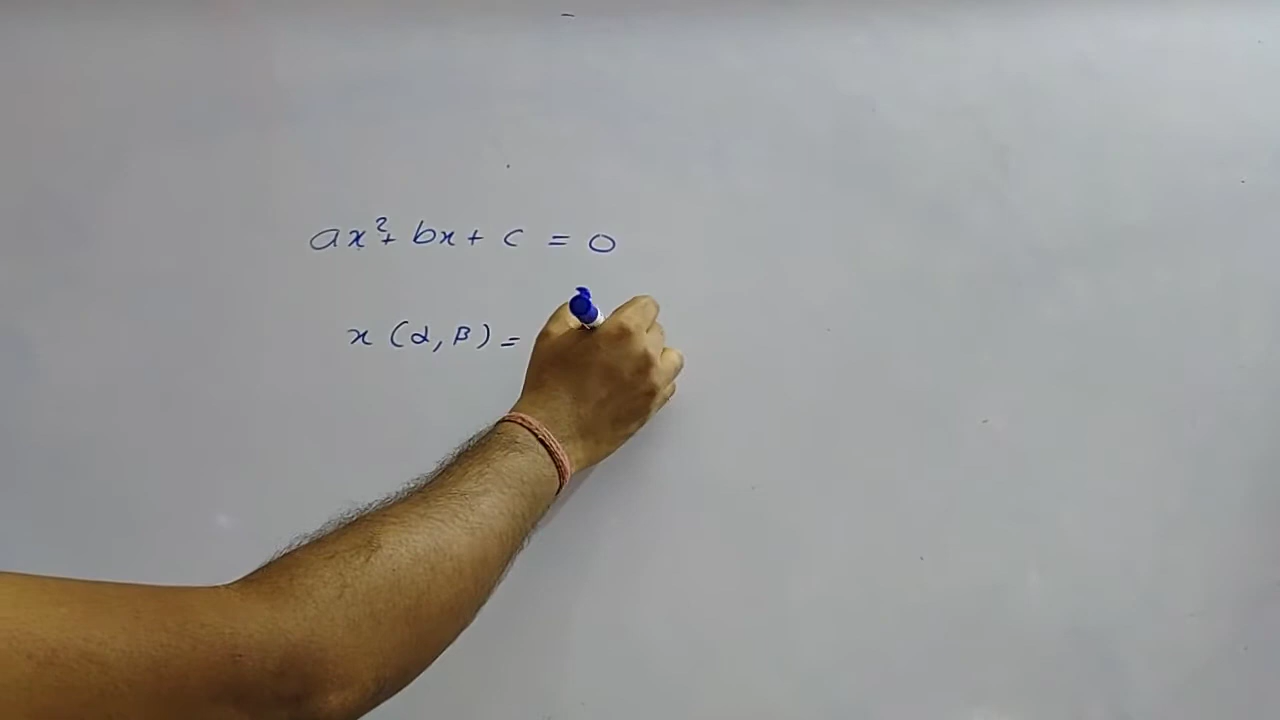 ax²+ bx + c = 0
x (α, β) =